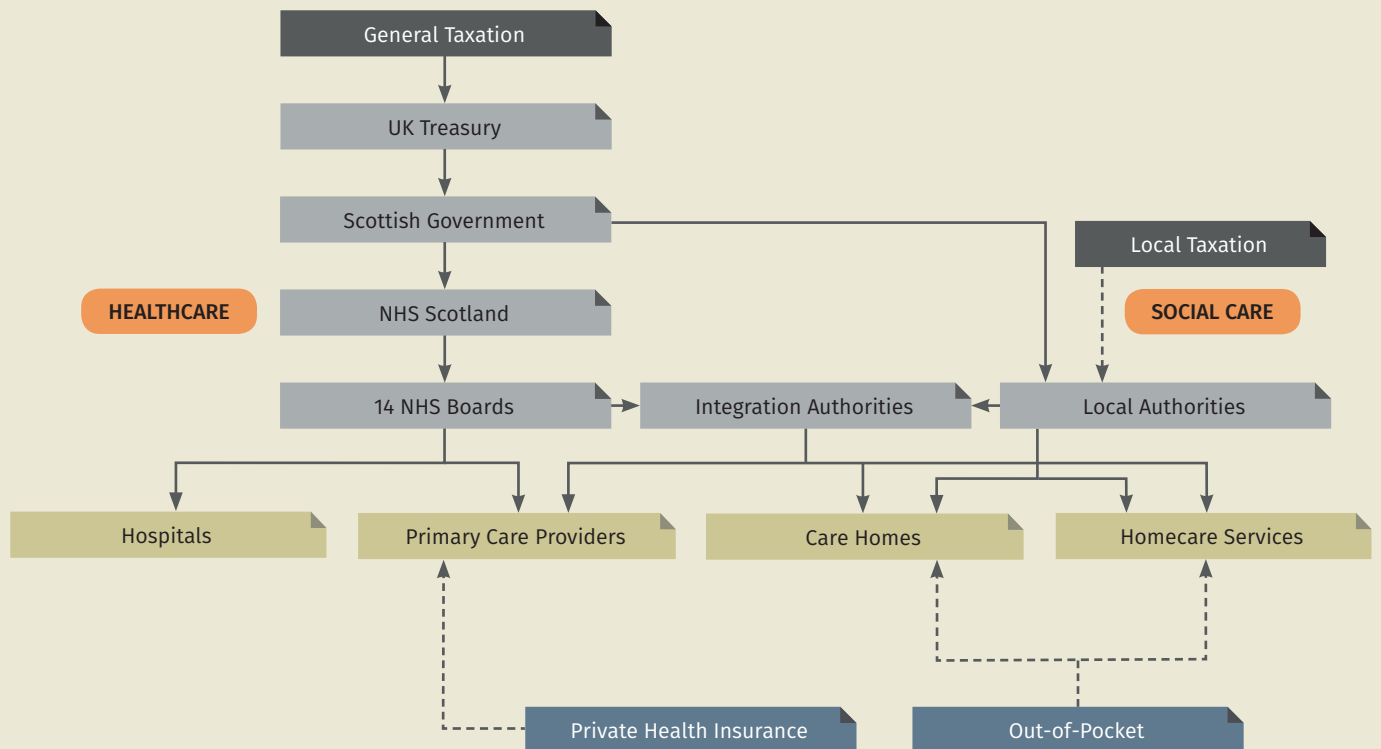 General Taxation
UK Treasury
Scottish Government
Local Taxation
HEALTHCARE
NHS Scotland
SOCIAL CARE
14 NHS Boards
Integration Authorities
Local Authorities
Hospitals
Primary Care Providers
Care Homes
Homecare Services
Private Health Insurance
Out-of-Pocket